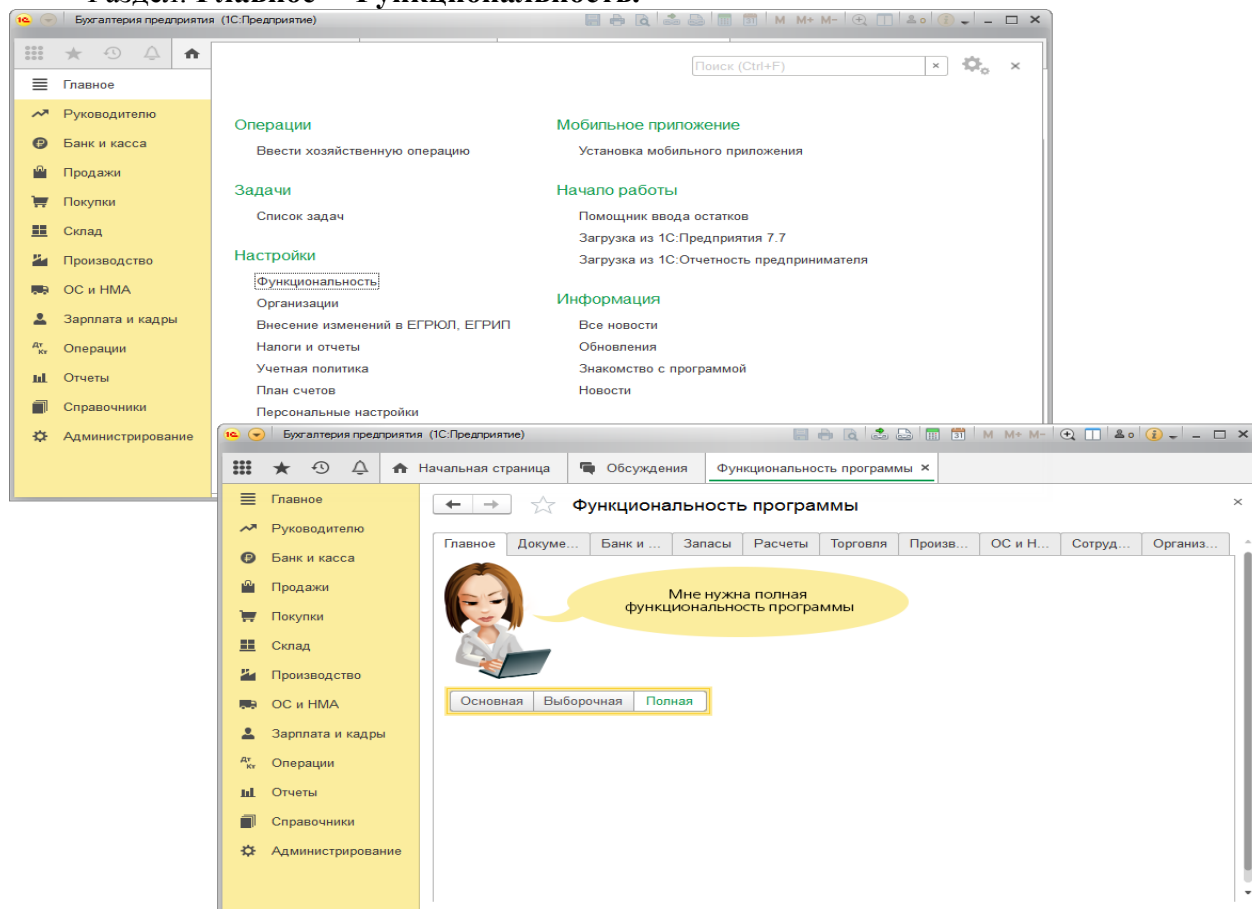 Раздел: Главное – Функциональность.
Бухгалтерия предприятия (1С:Предприятие)
M M+ M-
Поиск (Ctrl+F)
Главное
Руководителю
Банк и касса
Продажи
Покупки
Склад
Производство
ОС и НМА
Зарплата и кадры
Операции
Отчеты
Справочники
Администрирование
Операции
Ввести хозяйственную операцию
Задачи
Список задач
Настройки
Функциональность
Организации
Внесение изменений в ЕГРЮЛ, ЕГРИП
Налоги и отчеты
Учетная политика
План счетов
Персональные настройки
Мобильное приложение
Установка мобильного приложения
Начало работы
Помощник ввода остатков
Загрузка из 1С:Предприятия 7.7
Загрузка из 1С:Отчетность предпринимателя
Информация
Все новости
Обновления
Знакомство с программой
Новости
Бухгалтерия предприятия (1С:Предприятие)
M M+ M-
Начальная страница
Обсуждения
Функциональность программы
Главное
Руководителю
Банк и касса
Продажи
Покупки
Склад
Производство
ОС и НМА
Зарплата и кадры
Операции
Отчеты
Справочники
Администрирование
Функциональность программы
Главное Докуме... Банк и ... Запасы Расчеты Торговля Произв... ОС и Н... Сотруд... Организ...
Мне нужна полная
функциональность программы
Основная Выборочная Полная